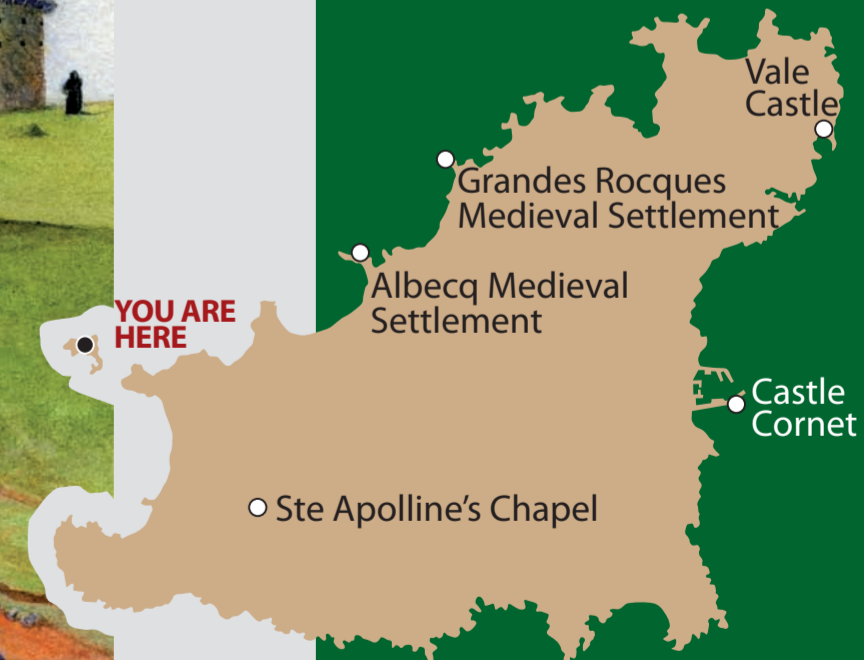 Vale
Castle
Grandes Rocques
Medieval Settlement
Albecq Medieval
Settlement
YOU ARE
HERE
Castle
Cornet
Ste Apolline’s Chapel